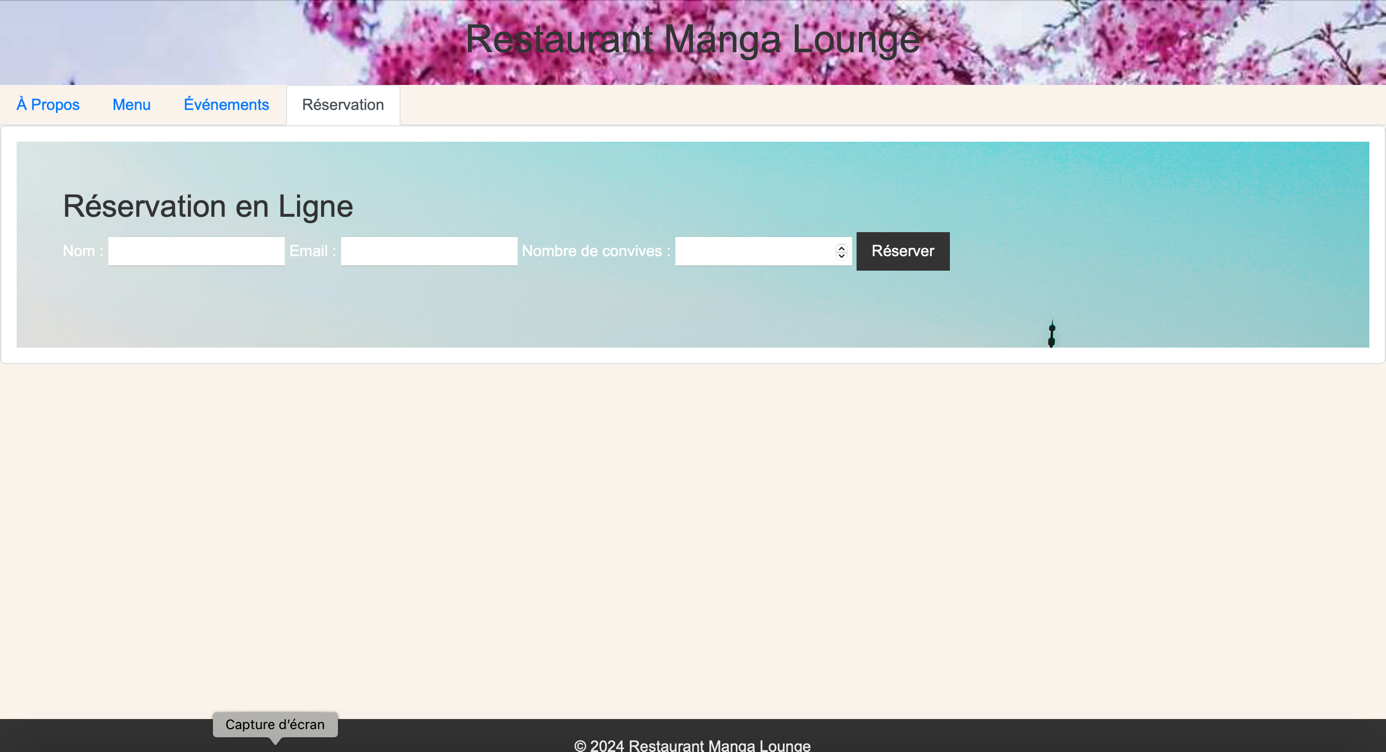 Restaurant Manga Lounge
À Propos Menu Événements Réservation
Réservation en Ligne
Nom : Email : Nombre de convives : Réserver
Capture d'écran
© 2024 Restaurant Manga Lounge